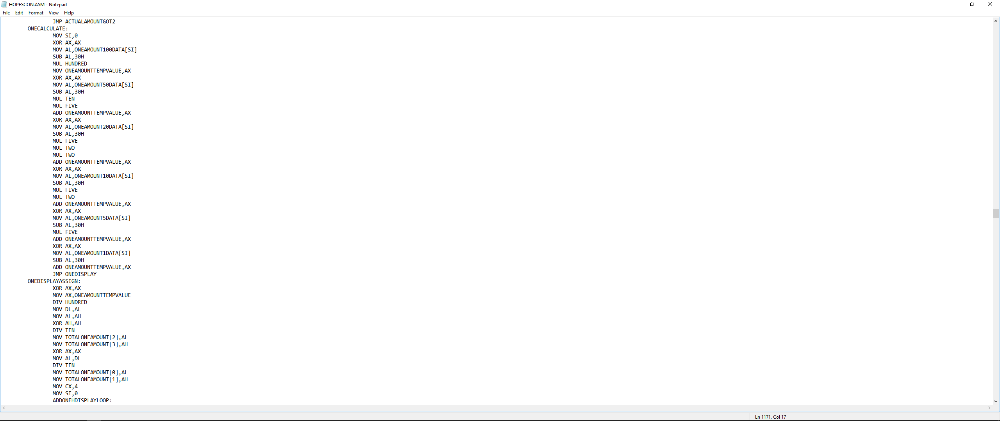 HOPESCON.ASM - Notepad
File Edit Format View Help
JMP ACTUALAMOUNTGOT2
ONECALCULATE:
MOV SI,0
XOR AX,AX
MOV AL,ONEAMOUNT100DATA[SI]
SUB AL,30H
MUL HUNDRED
MOV ONEAMOUNTTEMPVALUE,AX
XOR AX,AX
MOV AL,ONEAMOUNT50DATA[SI]
SUB AL,30H
MUL TEN
MUL FIVE
ADD ONEAMOUNTTEMPVALUE,AX
XOR AX,AX
MOV AL,ONEAMOUNT20DATA[SI]
SUB AL,30H
MUL FIVE
MUL TWO
MUL TWO
ADD ONEAMOUNTTEMPVALUE,AX
XOR AX,AX
MOV AL,ONEAMOUNT10DATA[SI]
SUB AL,30H
MUL FIVE
MUL TWO
ADD ONEAMOUNTTEMPVALUE,AX
XOR AX,AX
MOV AL,ONEAMOUNT5DATA[SI]
SUB AL,30H
MUL FIVE
ADD ONEAMOUNTTEMPVALUE,AX
XOR AX,AX
MOV AL,ONEAMOUNT1DATA[SI]
SUB AL,30H
ADD ONEAMOUNTTEMPVALUE,AX
JMP ONEDISPLAY
ONEDISPLAYASSIGN:
XOR AX,AX
MOV AX,ONEAMOUNTTEMPVALUE
DIV HUNDRED
MOV DL,AL
MOV AL,AH
XOR AH,AH
DIV TEN
MOV TOTALONEAMOUNT[2],AL
MOV TOTALONEAMOUNT[3],AH
XOR AX,AX
MOV AL,DL
DIV TEN
MOV TOTALONEAMOUNT[0],AL
MOV TOTALONEAMOUNT[1],AH
MOV CX,4
MOV SI,0
ADDONEHDISPLAYLOOP:
Ln 1171, Col 17